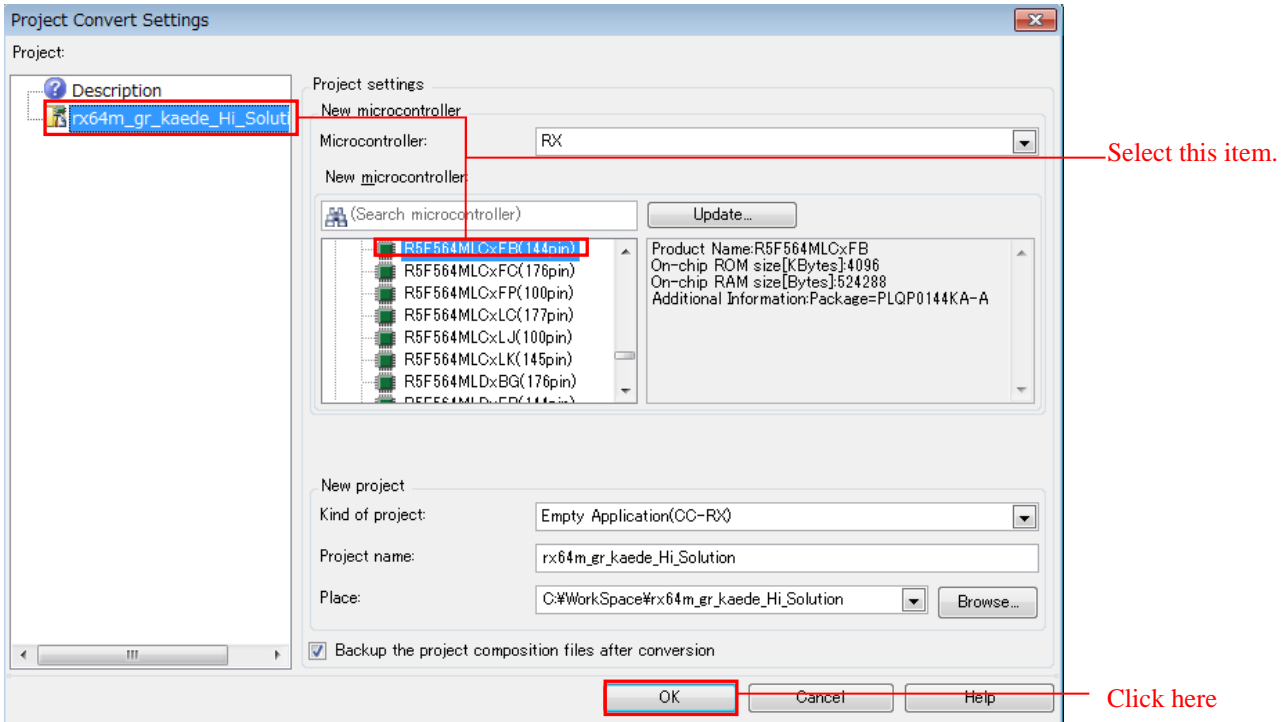 Project Convert Settings
Project:
Description
rx64m_gr_kaede_Hi_Soluti
Project settings
New microcontroller
Microcontroller:
RX
Select this item.
New microcontroller:
(Search microcontroller)
Update...
R5F564MLCxFB(144pin)
R5F564MLCxFC(176pin)
R5F564MLCxFP(100pin)
R5F564MLCxLC(177pin)
R5F564MLCxLJ(100pin)
R5F564MLCxLK(145pin)
R5F564MLDxBG(176pin)
Product Name:R5F564MLCxFB
On-chip ROM size[KBytes]:4096
On-chip RAM size[Bytes]:524288
Additional Information:Package=PLQP0144KA-A
New project
Kind of project:
Empty Application(CC-RX)
Project name:
rx64m_gr_kaede_Hi_Solution
Place:
C:¥WorkSpace¥rx64m_gr_kaede_Hi_Solution
Browse...
Backup the project composition files after conversion
OK
Cancel
Help
Click here